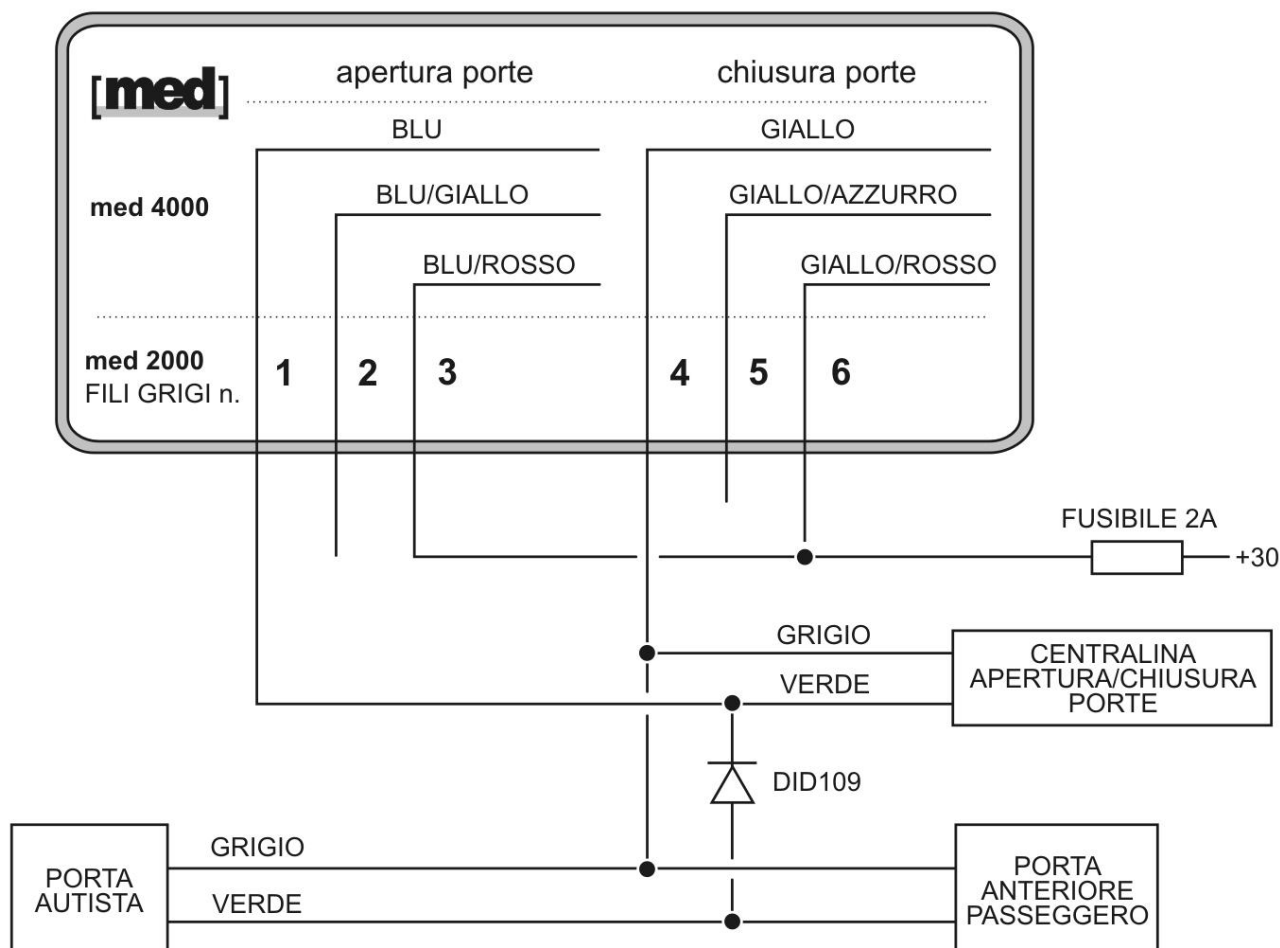 [med]
apertura porte
chiusura porte
BLU
GIALLO
med 4000
BLU/GIALLO
GIALLO/AZZURRO
BLU/ROSSO
GIALLO/ROSSO
med 2000
FILI GRIGI n.
1 2 3 4 5 6
FUSIBILE 2A
+30
GRIGIO
VERDE
CENTRALINA
APERTURA/CHIUSURA
PORTE
DID109
GRIGIO
VERDE
PORTA
AUTISTA
PORTA
ANTERIORE
PASSEGGERO